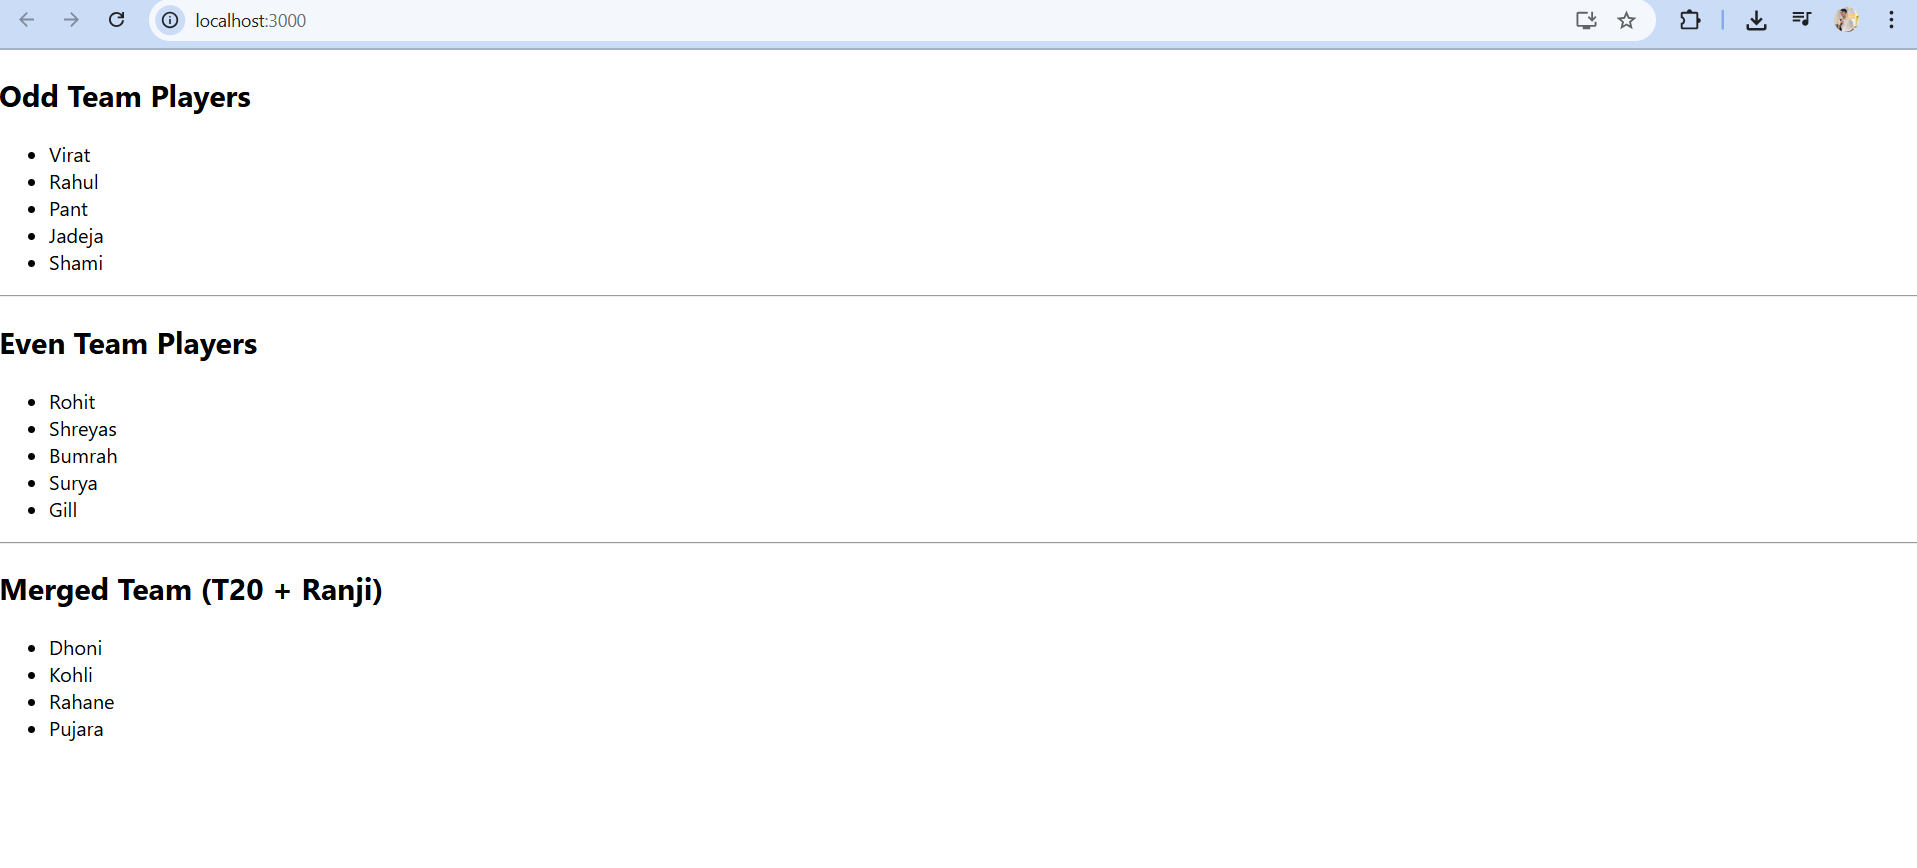 localhost:3000
Odd Team Players
Virat
Rahul
Pant
Jadeja
Shami
Even Team Players
Rohit
Shreyas
Bumrah
Surya
Gill
Merged Team (T20 + Ranji)
Dhoni
Kohli
Rahane
Pujara